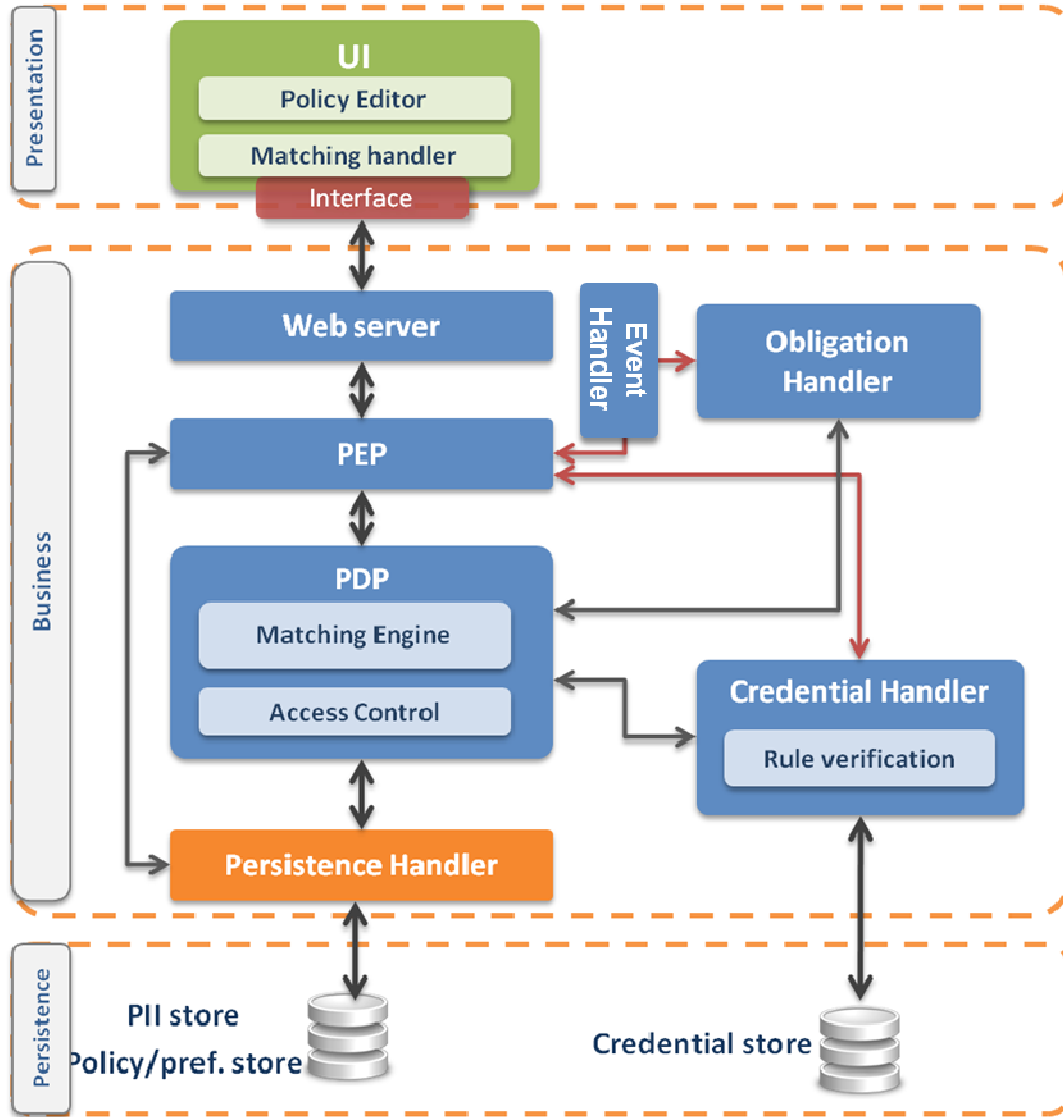 Presentation
UI
Policy Editor
Matching handler
Interface
Business
Web server
Event
Handler
Obligation
Handler
PEP
PDP
Matching Engine
Access Control
Credential Handler
Rule verification
Persistence Handler
Persistence
PII store
Policy/pref. store
Credential store